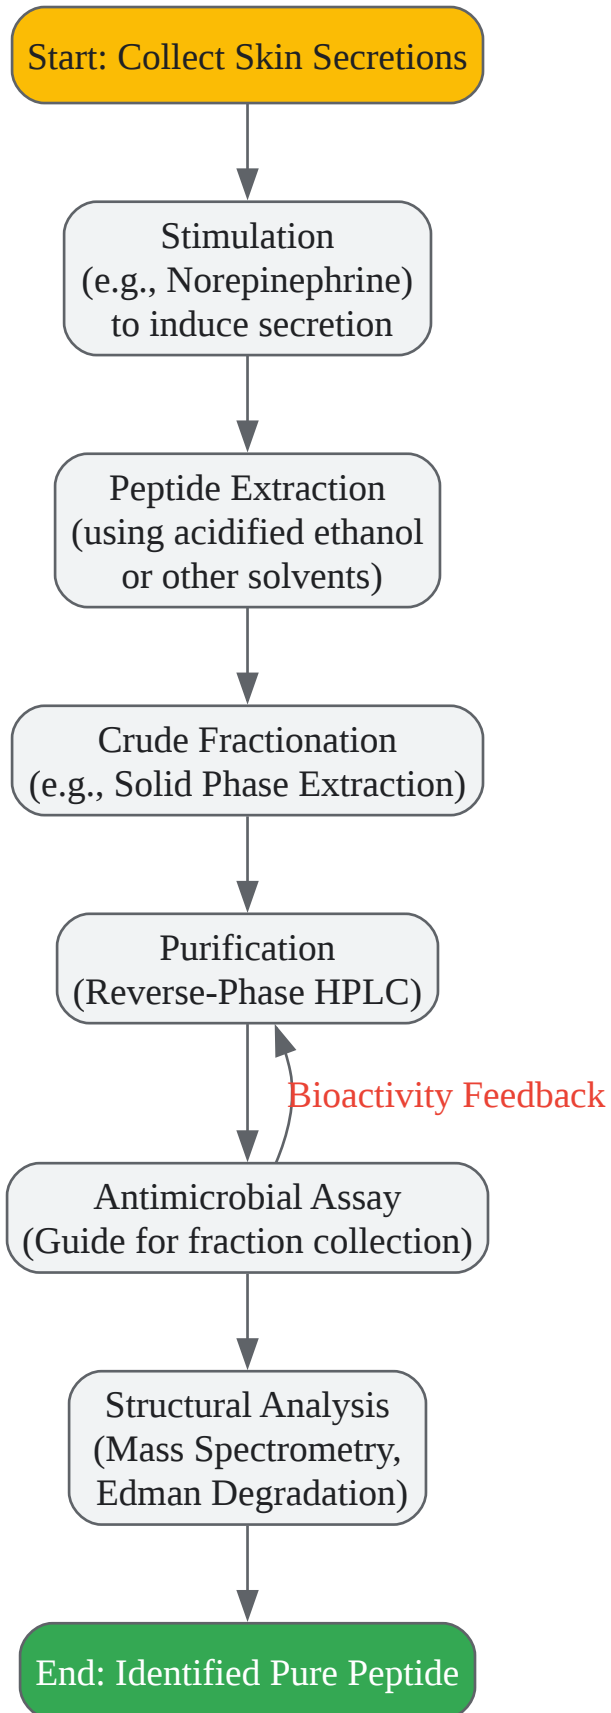 Start: Collect Skin Secretions
Stimulation
(e.g., Norepinephrine)
to induce secretion
Peptide Extraction
(using acidified ethanol
or other solvents)
Crude Fractionation
(e.g., Solid Phase Extraction)
Purification
(Reverse-Phase HPLC)
Bioactivity Feedback
Antimicrobial Assay
(Guide for fraction collection)
Structural Analysis
(Mass Spectrometry,
Edman Degradation)
End: Identified Pure Peptide